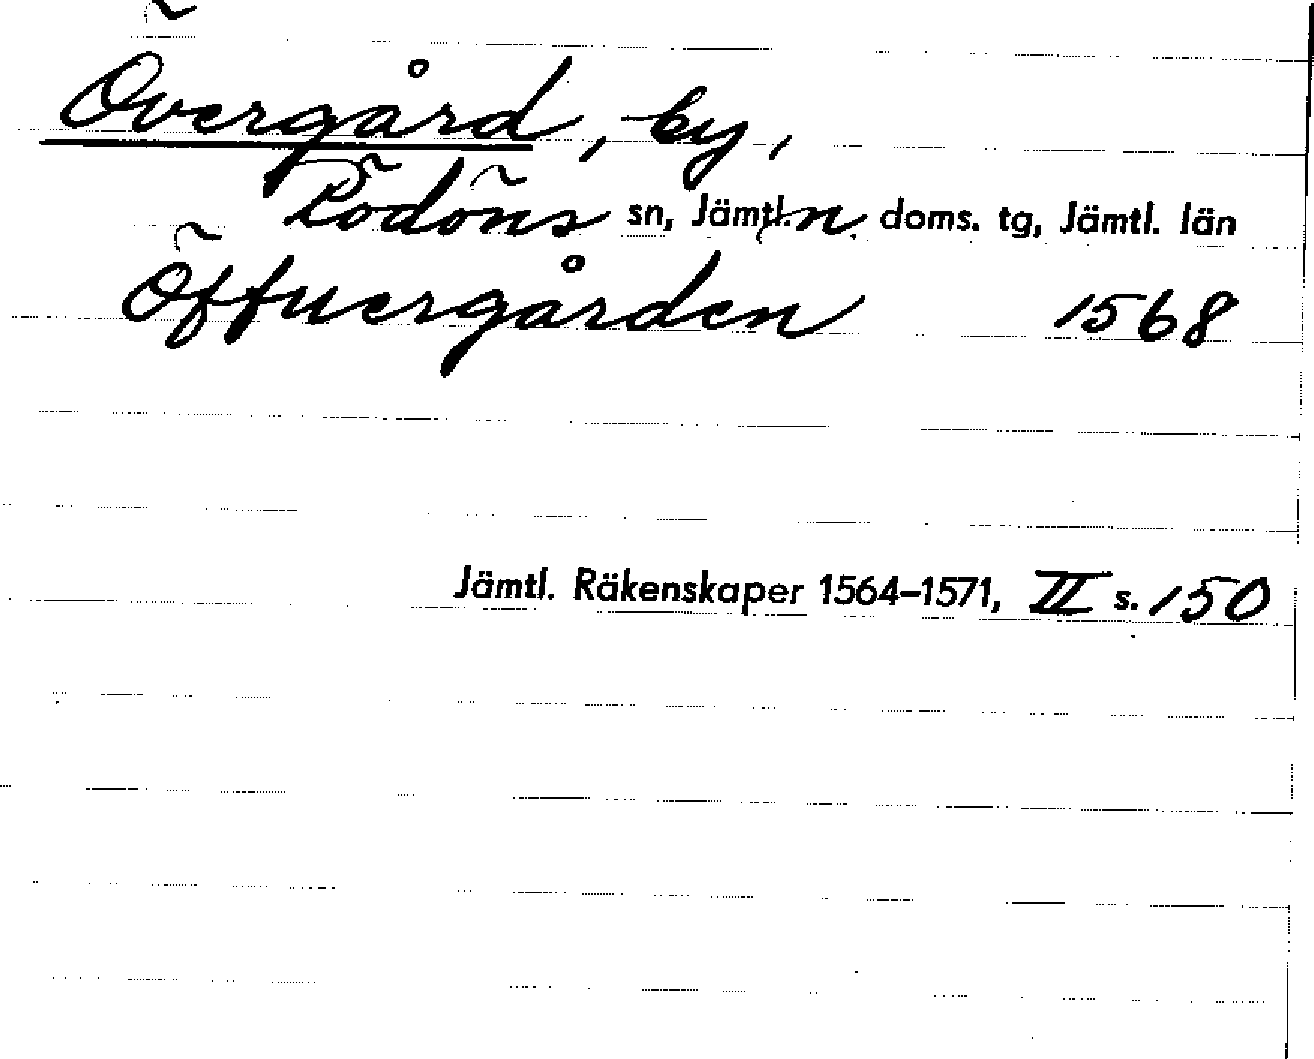 Övergård, by,
Rödöns sn, Jämtl. n. doms. tg, Jämtl. län
Öffuergården 1568
Jämtl. Räkenskaper 1564–1571, II s. 150